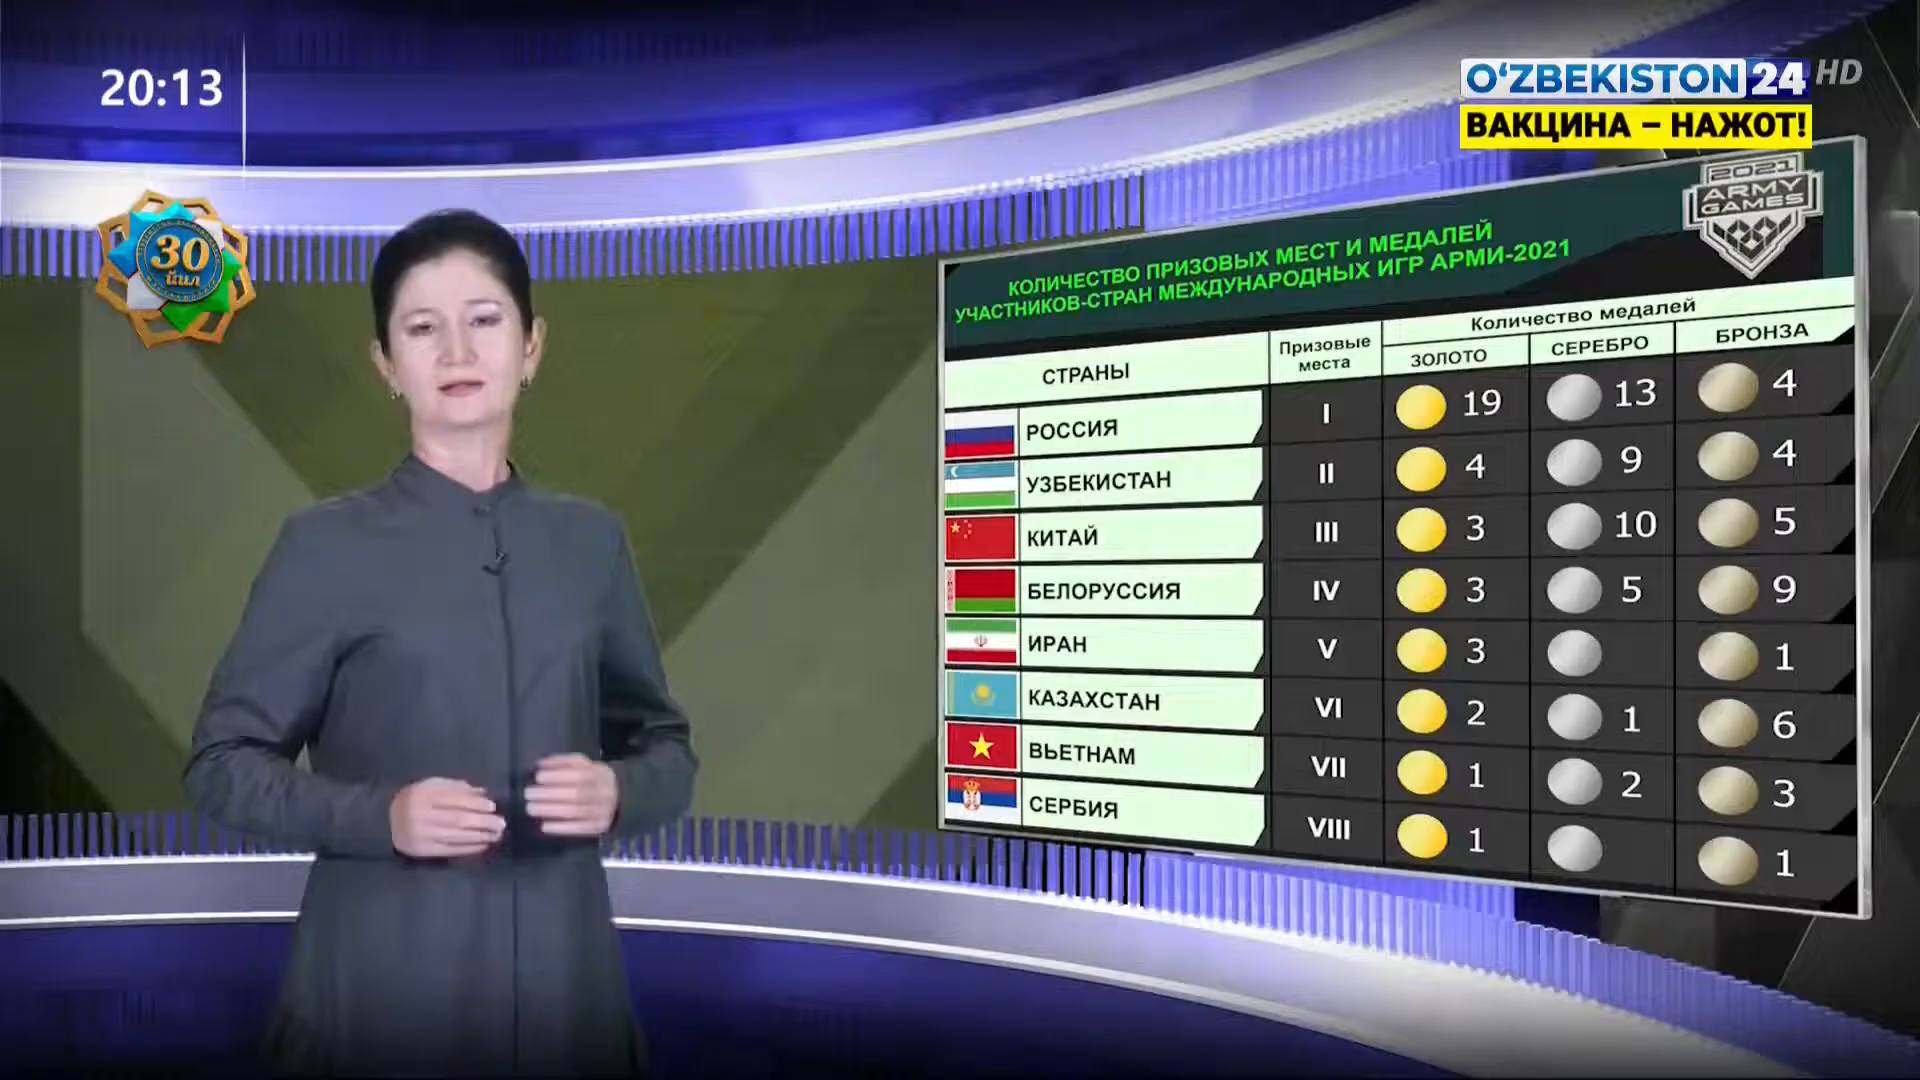 20:13
O‘ZBEKISTON 24 HD
ВАКЦИНА – НАЖОТ!
30
йил
2021
ARMY
GAMES
КОЛИЧЕСТВО ПРИЗОВЫХ МЕСТ И МЕДАЛЕЙ
УЧАСТНИКОВ-СТРАН МЕЖДУНАРОДНЫХ ИГР АРМИ-2021
СТРАНЫ
Призовые
места
Количество медалей
ЗОЛОТО СЕРЕБРО БРОНЗА
РОССИЯ I 19 13 4
УЗБЕКИСТАН II 4 9 4
КИТАЙ III 3 10 5
БЕЛОРУССИЯ IV 3 5 9
ИРАН V 3 1
КАЗАХСТАН VI 2 1 6
ВЬЕТНАМ VII 1 2 3
СЕРБИЯ VIII 1 1